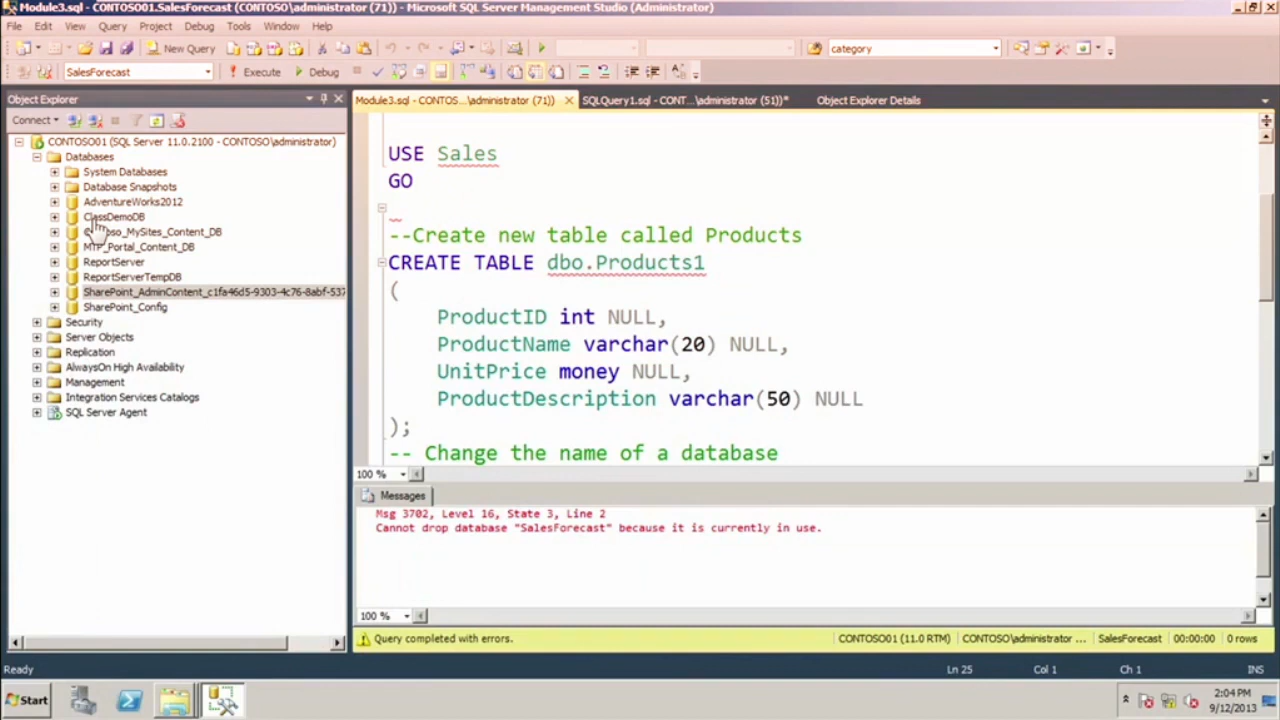 Module3.sql - CONTOSO01.SalesForecast (CONTOSO\administrator (71)) - Microsoft SQL Server Management Studio (Administrator)
File Edit View Query Project Debug Tools Window Help
New Query category
SalesForecast Execute Debug
Object Explorer
Connect
CONTOSO01 (SQL Server 11.0.2100 - CONTOSO\administrator)
Databases
System Databases
Database Snapshots
AdventureWorks2012
ClassDemoDB
_MySites_Content_DB
MTP_Portal_Content_DB
ReportServer
ReportServerTempDB
SharePoint_AdminContent_c1fa46d5-9303-4c76-8abf-537
SharePoint_Config
Security
Server Objects
Replication
AlwaysOn High Availability
Management
Integration Services Catalogs
SQL Server Agent
Module3.sql - CONTOS...\administrator (71)) SQLQuery1.sql - CONT...\administrator (51))* Object Explorer Details
USE Sales
GO
--Create new table called Products
CREATE TABLE dbo.Products1
(
ProductID int NULL,
ProductName varchar(20) NULL,
UnitPrice money NULL,
ProductDescription varchar(50) NULL
);
-- Change the name of a database
100 %
Messages
Msg 3702, Level 16, State 3, Line 2
Cannot drop database "SalesForecast" because it is currently in use.
100 %
Query completed with errors. CONTOSO01 (11.0 RTM) CONTOSO\administrator ... SalesForecast 00:00:00 0 rows
Ready Ln 25 Col 1 Ch 1 INS
Start 2:04 PM
9/12/2013